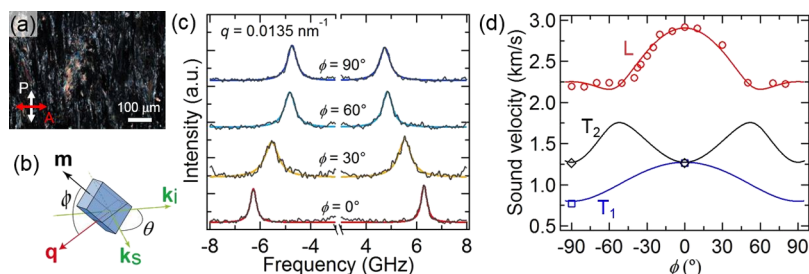 (a)
P
A
100 μm
(b)
m
ϕ
q
kᵢ
θ
kₛ
(c)
q = 0.0135 nm⁻¹
ϕ = 90°
ϕ = 60°
ϕ = 30°
ϕ = 0°
Intensity (a.u.)
-8 -6 -4 4 6 8
Frequency (GHz)
(d)
Sound velocity (km/s)
3.0
2.5
2.0
1.5
1.0
0.5
L
T₂
T₁
-90 -60 -30 0 30 60 90
ϕ (°)